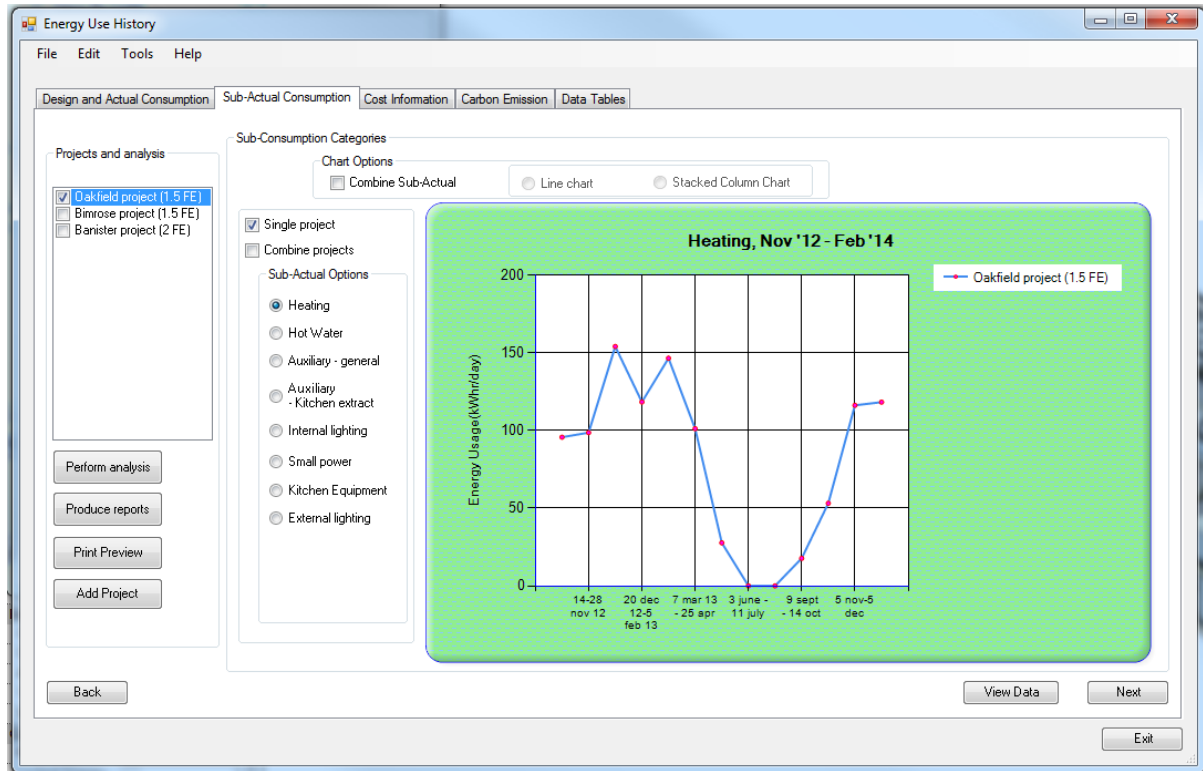 Energy Use History
File Edit Tools Help
Design and Actual Consumption Sub-Actual Consumption Cost Information Carbon Emission Data Tables
Projects and analysis
Oakfield project (1.5 FE)
Bimrose project (1.5 FE)
Banister project (2 FE)
Perform analysis
Produce reports
Print Preview
Add Project
Sub-Consumption Categories
Chart Options
Combine Sub-Actual Line chart Stacked Column Chart
Single project
Combine projects
Sub-Actual Options
Heating
Hot Water
Auxiliary - general
Auxiliary
- Kitchen extract
Internal lighting
Small power
Kitchen Equipment
External lighting
Heating, Nov '12 - Feb '14
Oakfield project (1.5 FE)
Energy Usage(kWhr/day)
200
150
100
50
0
14-28
nov 12
20 dec
12-5
feb 13
7 mar 13
- 25 apr
3 june -
11 july
9 sept
- 14 oct
5 nov-5
dec
Back View Data Next
Exit